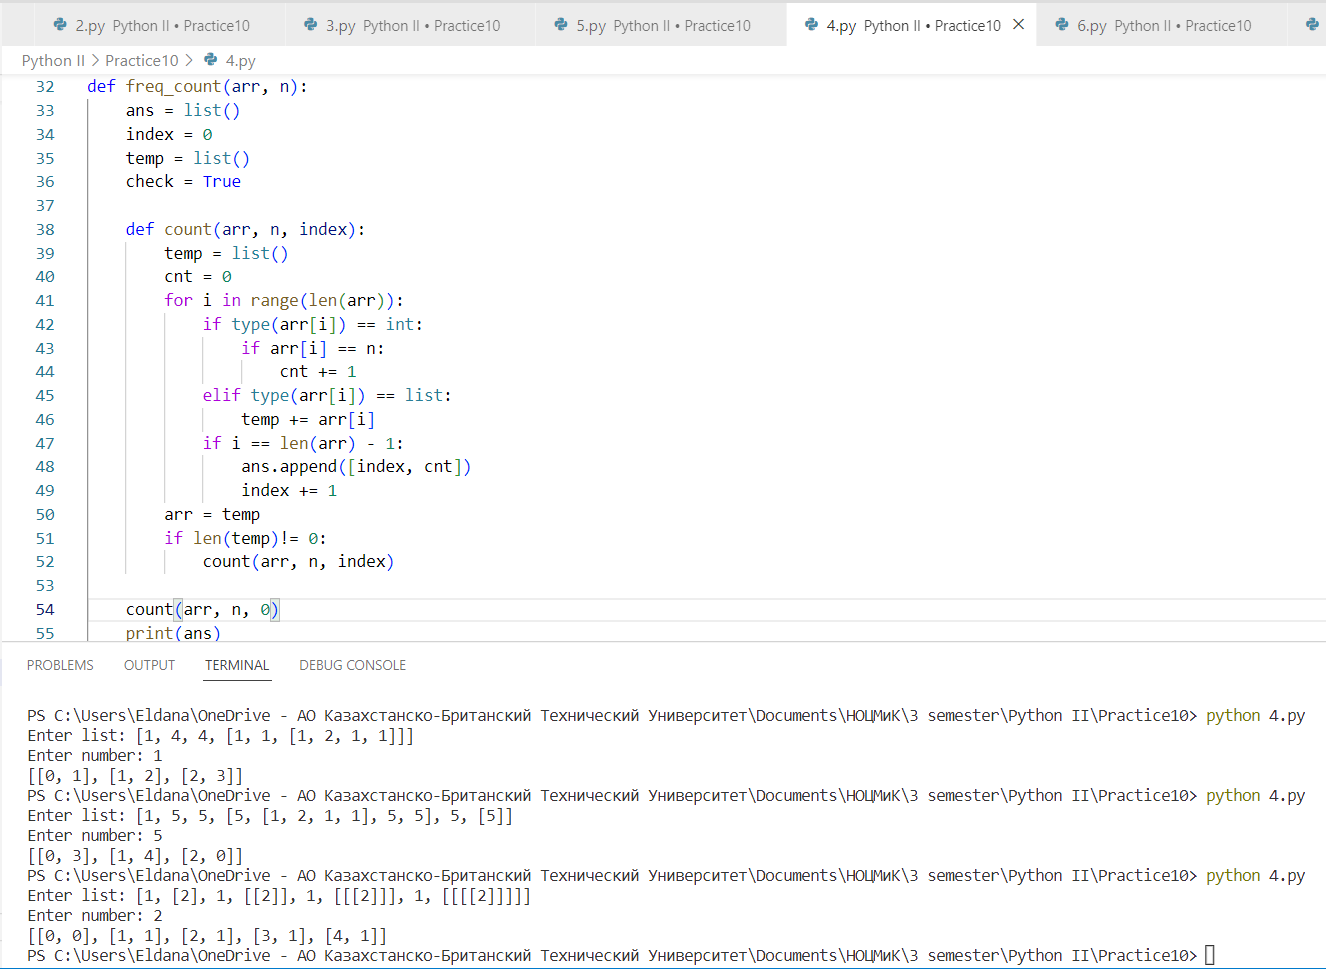 2.py Python II • Practice10 3.py Python II • Practice10 5.py Python II • Practice10 4.py Python II • Practice10 × 6.py Python II • Practice10
Python II > Practice10 > 4.py
32 def freq_count(arr, n):
33 ans = list()
34 index = 0
35 temp = list()
36 check = True
37
38 def count(arr, n, index):
39 temp = list()
40 cnt = 0
41 for i in range(len(arr)):
42 if type(arr[i]) == int:
43 if arr[i] == n:
44 cnt += 1
45 elif type(arr[i]) == list:
46 temp += arr[i]
47 if i == len(arr) - 1:
48 ans.append([index, cnt])
49 index += 1
50 arr = temp
51 if len(temp)!= 0:
52 count(arr, n, index)
53
54 count(arr, n, 0)
55 print(ans)
PROBLEMS OUTPUT TERMINAL DEBUG CONSOLE
PS C:\Users\Eldana\OneDrive - АО Казахстанско-Британский Технический Университет\Documents\НОЦМиК\3 semester\Python II\Practice10> python 4.py
Enter list: [1, 4, 4, [1, 1, [1, 2, 1, 1]]]
Enter number: 1
[[0, 1], [1, 2], [2, 3]]
PS C:\Users\Eldana\OneDrive - АО Казахстанско-Британский Технический Университет\Documents\НОЦМиК\3 semester\Python II\Practice10> python 4.py
Enter list: [1, 5, 5, [5, [1, 2, 1, 1], 5, 5], 5, [5]]
Enter number: 5
[[0, 3], [1, 4], [2, 0]]
PS C:\Users\Eldana\OneDrive - АО Казахстанско-Британский Технический Университет\Documents\НОЦМиК\3 semester\Python II\Practice10> python 4.py
Enter list: [1, [2], 1, [[2]], 1, [[[2]]], 1, [[[[2]]]]]
Enter number: 2
[[0, 0], [1, 1], [2, 1], [3, 1], [4, 1]]
PS C:\Users\Eldana\OneDrive - АО Казахстанско-Британский Технический Университет\Documents\НОЦМиК\3 semester\Python II\Practice10>